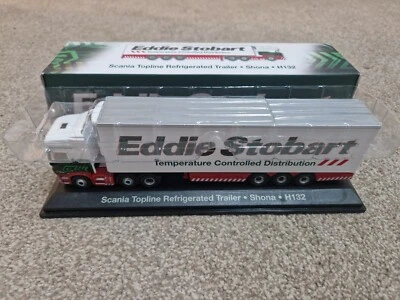 Eddie Stobart
Scania Topline Refrigerated Trailer • Shona • H132
Eddie Stobart
Temperature Controlled Distribution
Scania Topline Refrigerated Trailer • Shona • H132